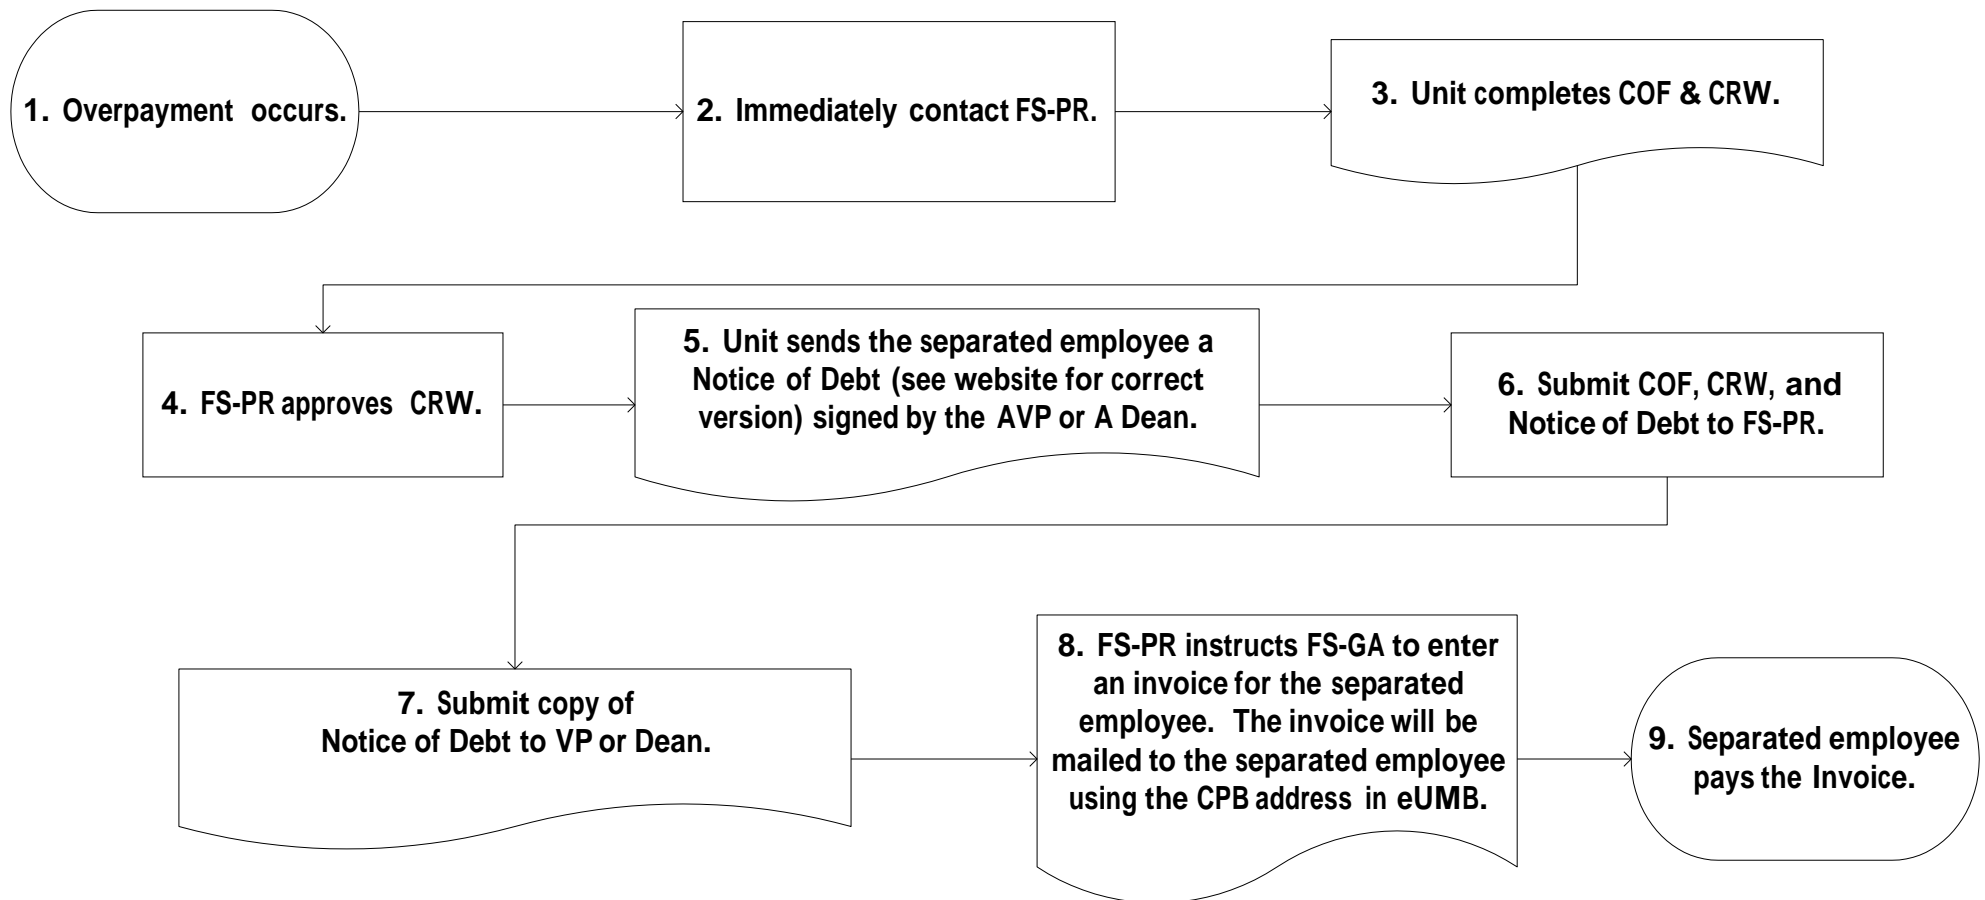 1. Overpayment occurs.
2. Immediately contact FS-PR.
3. Unit completes COF & CRW.
4. FS-PR approves CRW.
5. Unit sends the separated employee a
Notice of Debt (see website for correct
version) signed by the AVP or A Dean.
6. Submit COF, CRW, and
Notice of Debt to FS-PR.
7. Submit copy of
Notice of Debt to VP or Dean.
8. FS-PR instructs FS-GA to enter
an invoice for the separated
employee. The invoice will be
mailed to the separated employee
using the CPB address in eUMB.
9. Separated employee
pays the Invoice.